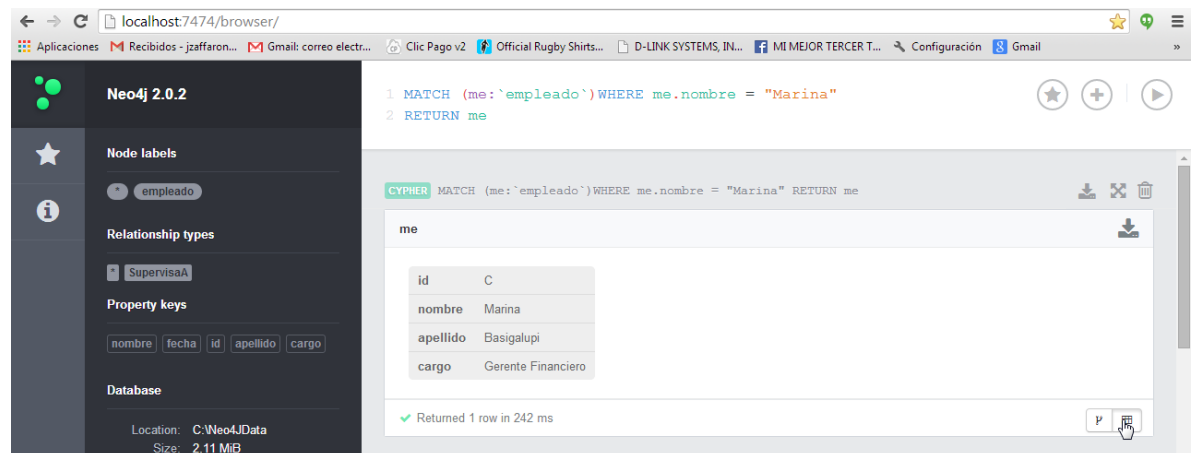 localhost:7474/browser/
Aplicaciones Recibidos - jzaffaron... Gmail: correo electr... Clic Pago v2 Official Rugby Shirts... D-LINK SYSTEMS, IN... MI MEJOR TERCER T... Configuración Gmail »
Neo4j 2.0.2
1 MATCH (me:`empleado`)WHERE me.nombre = "Marina"
2 RETURN me
Node labels
* empleado
CYPHER MATCH (me:`empleado`)WHERE me.nombre = "Marina" RETURN me
Relationship types
* SupervisaA
me
id C
nombre Marina
apellido Basigalupi
cargo Gerente Financiero
Property keys
nombre fecha id apellido cargo
Database
Location: C:\Neo4JData
Size: 2.11 MiB
Returned 1 row in 242 ms